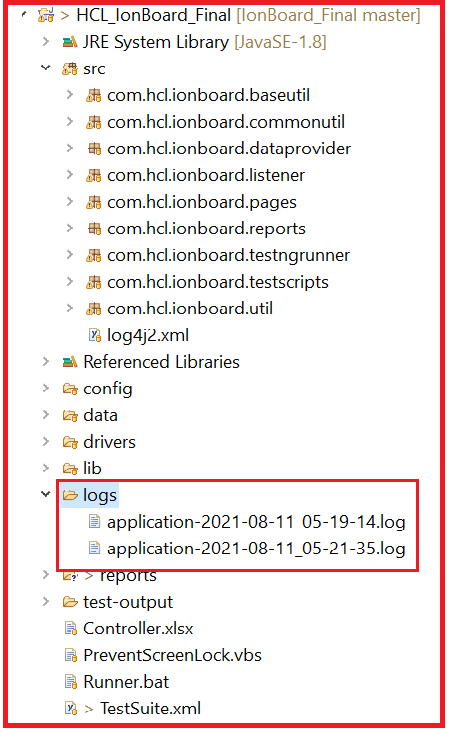 > HCL_IonBoard_Final [IonBoard_Final master]
JRE System Library [JavaSE-1.8]
src
com.hcl.ionboard.baseutil
com.hcl.ionboard.commonutil
com.hcl.ionboard.dataprovider
com.hcl.ionboard.listener
com.hcl.ionboard.pages
com.hcl.ionboard.reports
com.hcl.ionboard.testngrunner
com.hcl.ionboard.testscripts
com.hcl.ionboard.util
log4j2.xml
Referenced Libraries
config
data
drivers
lib
logs
application-2021-08-11_05-19-14.log
application-2021-08-11_05-21-35.log
> reports
test-output
Controller.xlsx
PreventScreenLock.vbs
Runner.bat
> TestSuite.xml